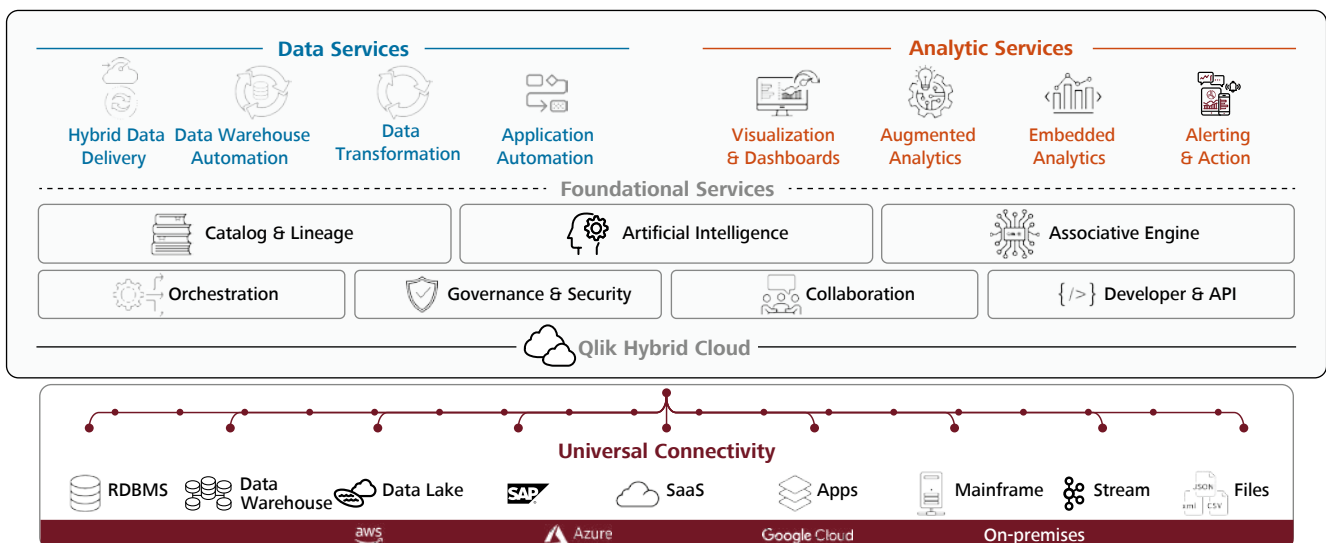 Data Services
Analytic Services
Hybrid Data
Delivery
Data Warehouse
Automation
Data
Transformation
Application
Automation
Visualization
& Dashboards
Augmented
Analytics
Embedded
Analytics
Alerting
& Action
Foundational Services
Catalog & Lineage
Artificial Intelligence
Associative Engine
Orchestration
Governance & Security
Collaboration
{/>} Developer & API
Qlik Hybrid Cloud
Universal Connectivity
RDBMS
Data
Warehouse
Data Lake
SAP
SaaS
Apps
Mainframe
Stream
JSON
xml
CSV
Files
aws
Azure
Google Cloud
On-premises